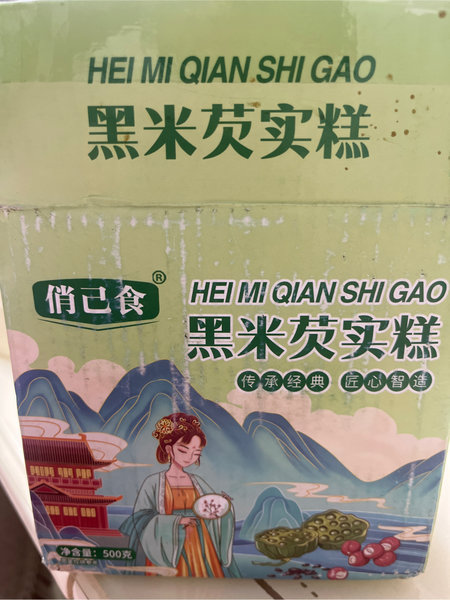 HEI MI QIAN SHI GAO
黑米芡实糕
俏己食®
HEI MI QIAN SHI GAO
黑米芡实糕
传承经典 匠心智造
净含量：500克